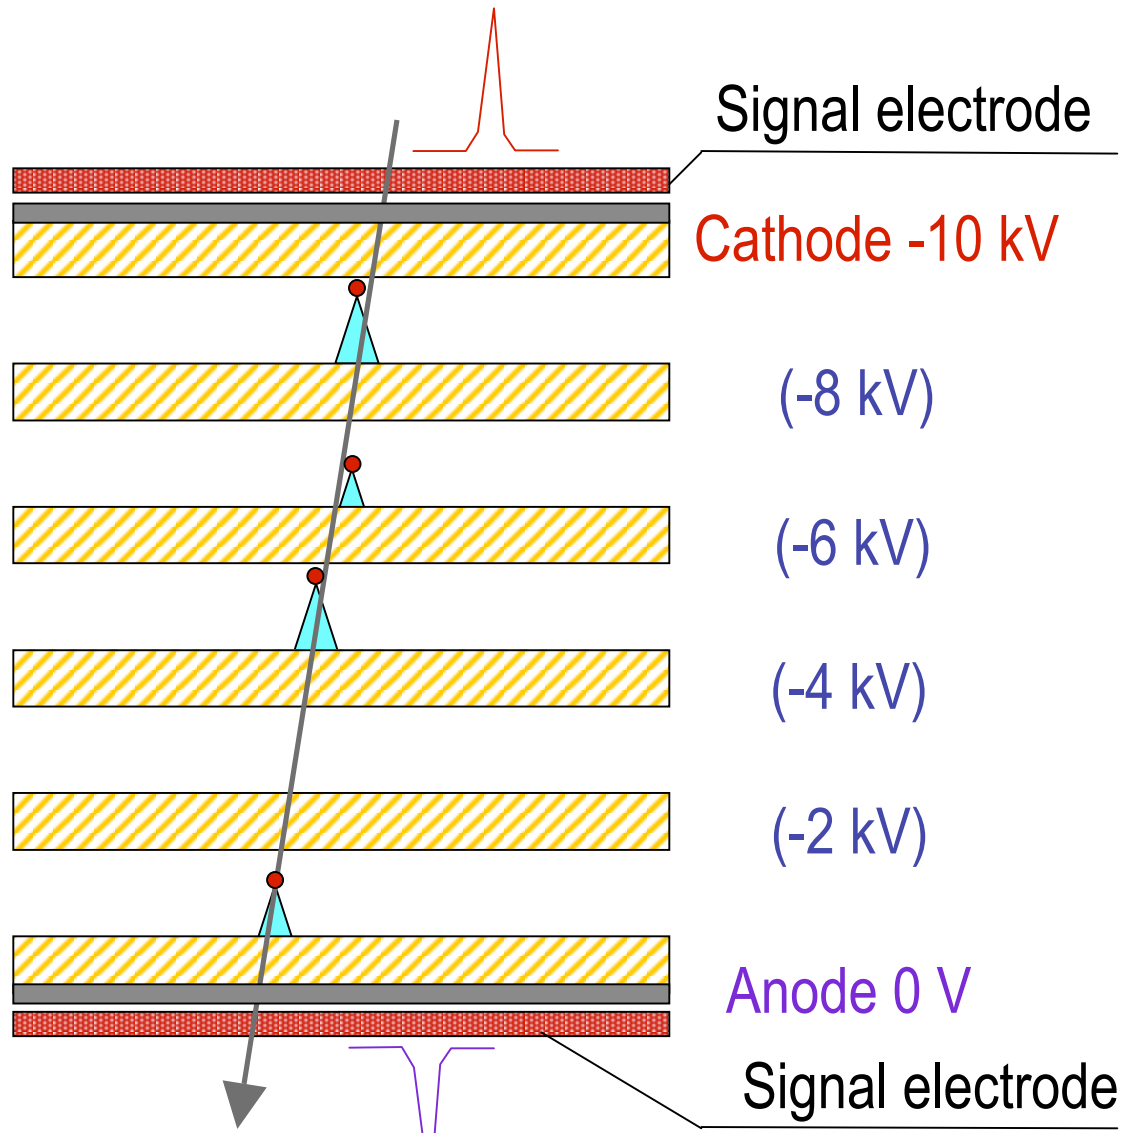 Signal electrode
Cathode -10 kV
(-8 kV)
(-6 kV)
(-4 kV)
(-2 kV)
Anode 0 V
Signal electrode